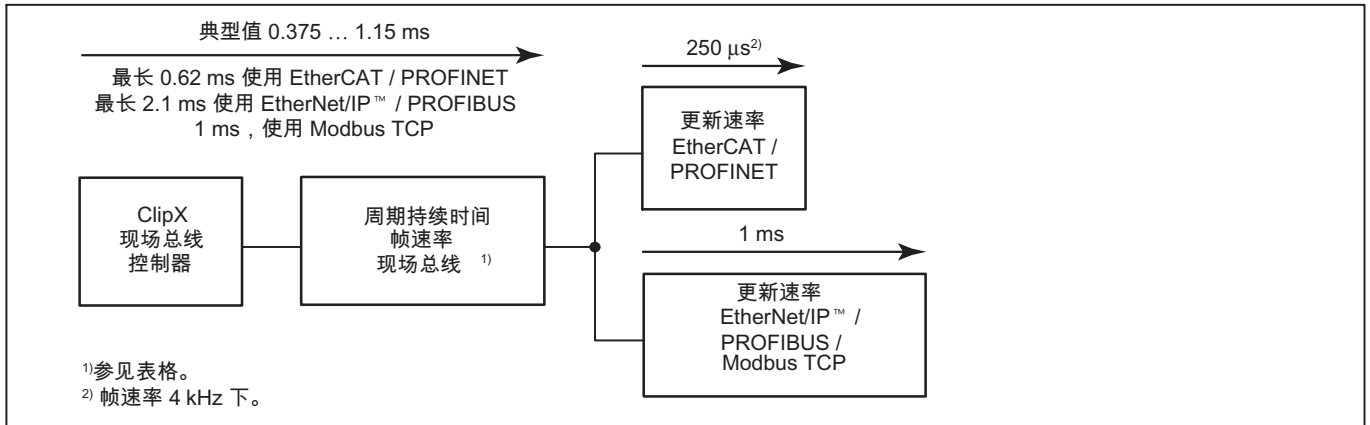 典型值 0.375 … 1.15 ms
最长 0.62 ms 使用 EtherCAT / PROFINET
最长 2.1 ms 使用 EtherNet/IP™ / PROFIBUS
1 ms，使用 Modbus TCP
250 μs2)
更新速率
EtherCAT /
PROFINET
ClipX
现场总线
控制器
周期持续时间
帧速率
现场总线 1)
1 ms
更新速率
EtherNet/IP™ /
PROFIBUS /
Modbus TCP
1)参见表格。
2) 帧速率 4 kHz 下。